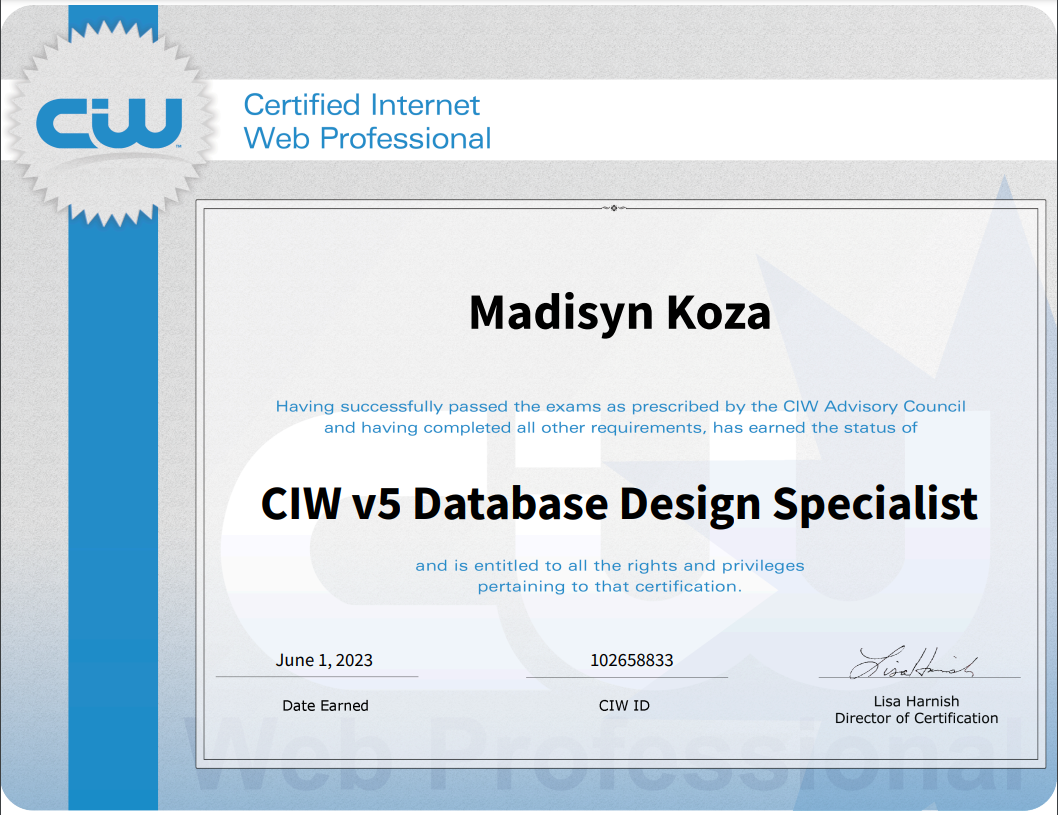 CIW™
Certified Internet
Web Professional
Madisyn Koza
Having successfully passed the exams as prescribed by the CIW Advisory Council
and having completed all other requirements, has earned the status of
CIW v5 Database Design Specialist
and is entitled to all the rights and privileges
pertaining to that certification.
June 1, 2023
Date Earned
102658833
CIW ID
Lisa Harnish
Lisa Harnish
Director of Certification
Web Professional